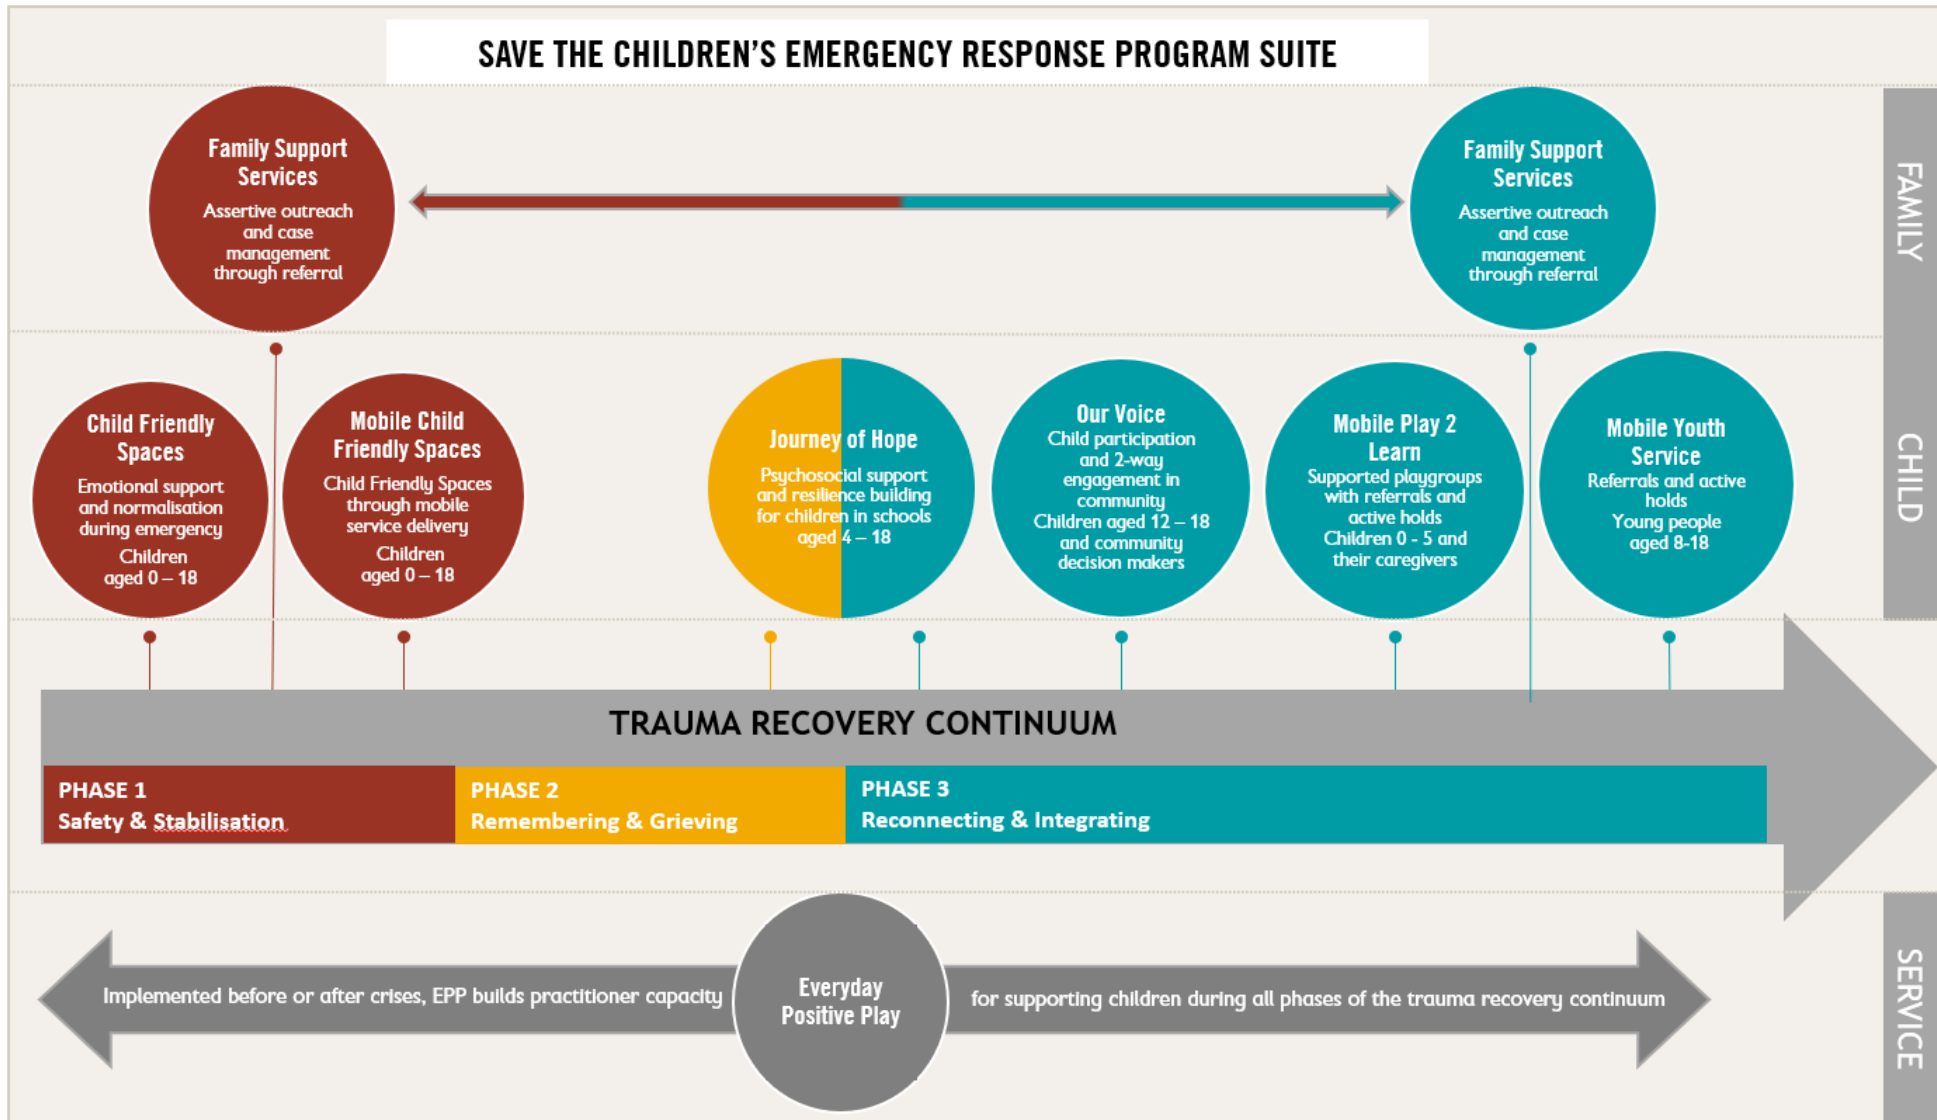 SAVE THE CHILDREN'S EMERGENCY RESPONSE PROGRAM SUITE
Family Support
Services
Assertive outreach
and case
management
through referral
Family Support
Services
Assertive outreach
and case
management
through referral
FAMILY
Child Friendly
Spaces
Emotional support
and normalisation
during emergency
Children
aged 0 – 18
Mobile Child
Friendly Spaces
Child Friendly Spaces
through mobile
service delivery
Children
aged 0 – 18
Journey of Hope
Psychosocial support
and resilience building
for children in schools
aged 4 – 18
Our Voice
Child participation
and 2-way
engagement in
community
Children aged 12 – 18
and community
decision makers
Mobile Play 2
Learn
Supported playgroups
with referrals and
active holds
Children 0 - 5 and
their caregivers
Mobile Youth
Service
Referrals and active
holds
Young people
aged 8-18
CHILD
TRAUMA RECOVERY CONTINUUM
PHASE 1
Safety & Stabilisation
PHASE 2
Remembering & Grieving
PHASE 3
Reconnecting & Integrating
Implemented before or after crises, EPP builds practitioner capacity
Everyday
Positive Play
for supporting children during all phases of the trauma recovery continuum
SERVICE